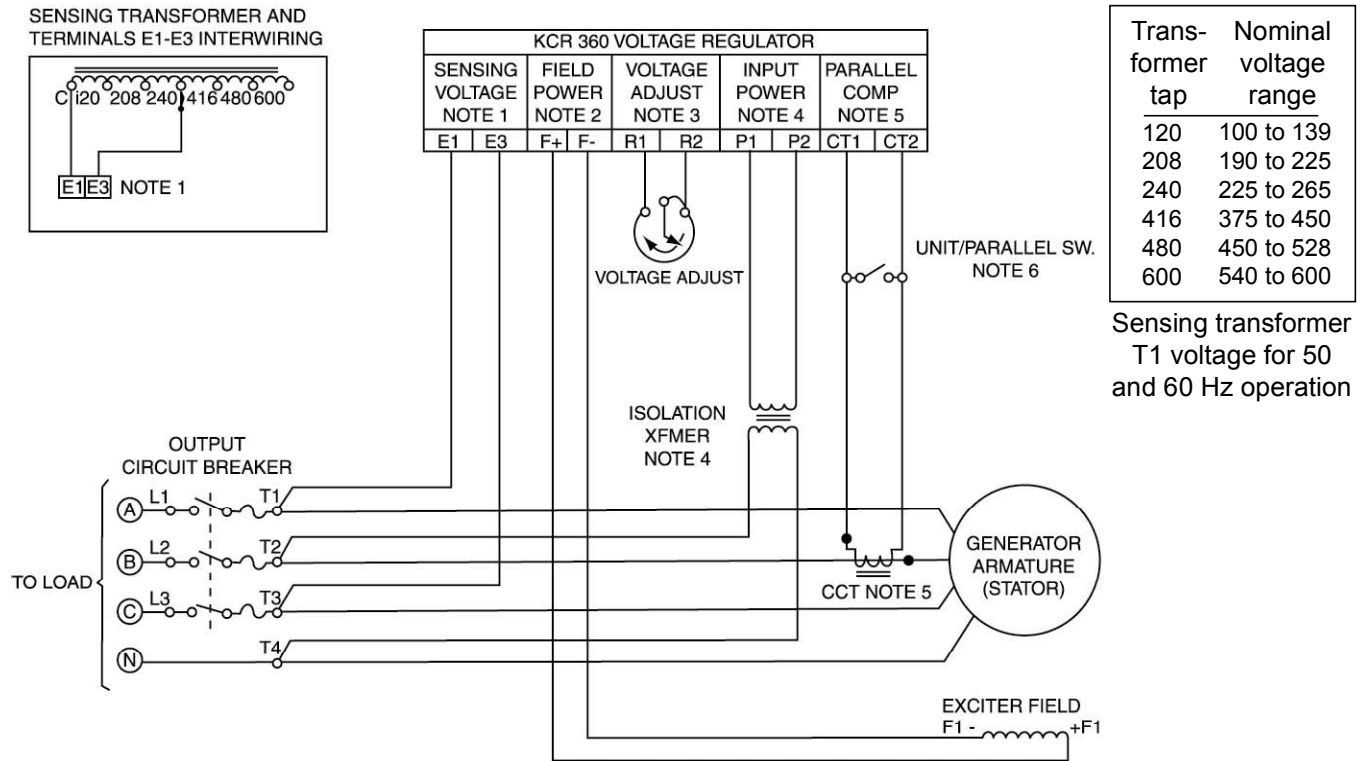 SENSING TRANSFORMER AND
TERMINALS E1-E3 INTERWIRING
C 120 208 240 416 480 600
E1 E3 NOTE 1
KCR 360 VOLTAGE REGULATOR
SENSING VOLTAGE NOTE 1
FIELD POWER NOTE 2
VOLTAGE ADJUST NOTE 3
INPUT POWER NOTE 4
PARALLEL COMP NOTE 5
E1 E3 F+ F- R1 R2 P1 P2 CT1 CT2
Trans-former tap
Nominal voltage range
120 100 to 139
208 190 to 225
240 225 to 265
416 375 to 450
480 450 to 528
600 540 to 600
Sensing transformer
T1 voltage for 50
and 60 Hz operation
VOLTAGE ADJUST
UNIT/PARALLEL SW.
NOTE 6
ISOLATION
XFMER
NOTE 4
OUTPUT
CIRCUIT BREAKER
TO LOAD
A L1 T1
B L2 T2
C L3 T3
N T4
CCT NOTE 5
GENERATOR
ARMATURE
(STATOR)
EXCITER FIELD
F1 - +F1